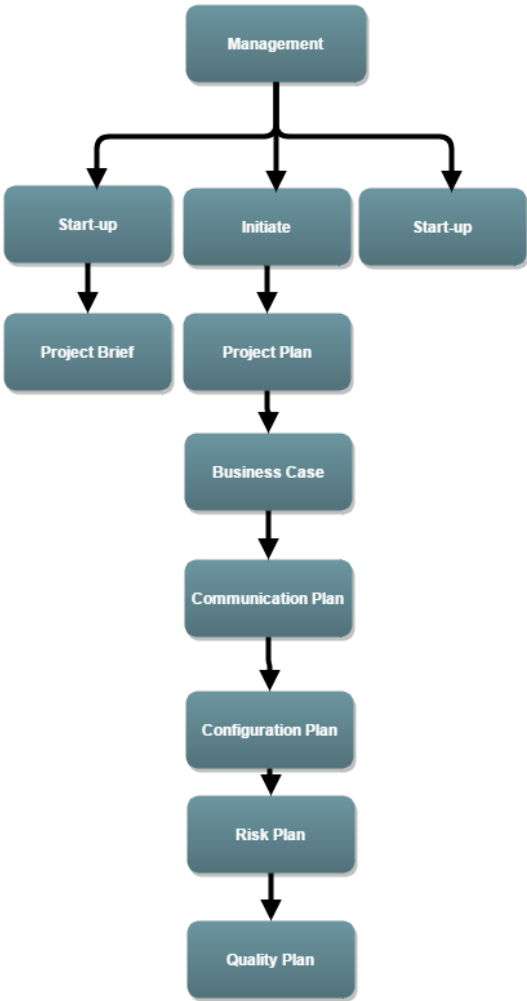 Management
Start-up
Initiate
Start-up
Project Brief
Project Plan
Business Case
Communication Plan
Configuration Plan
Risk Plan
Quality Plan